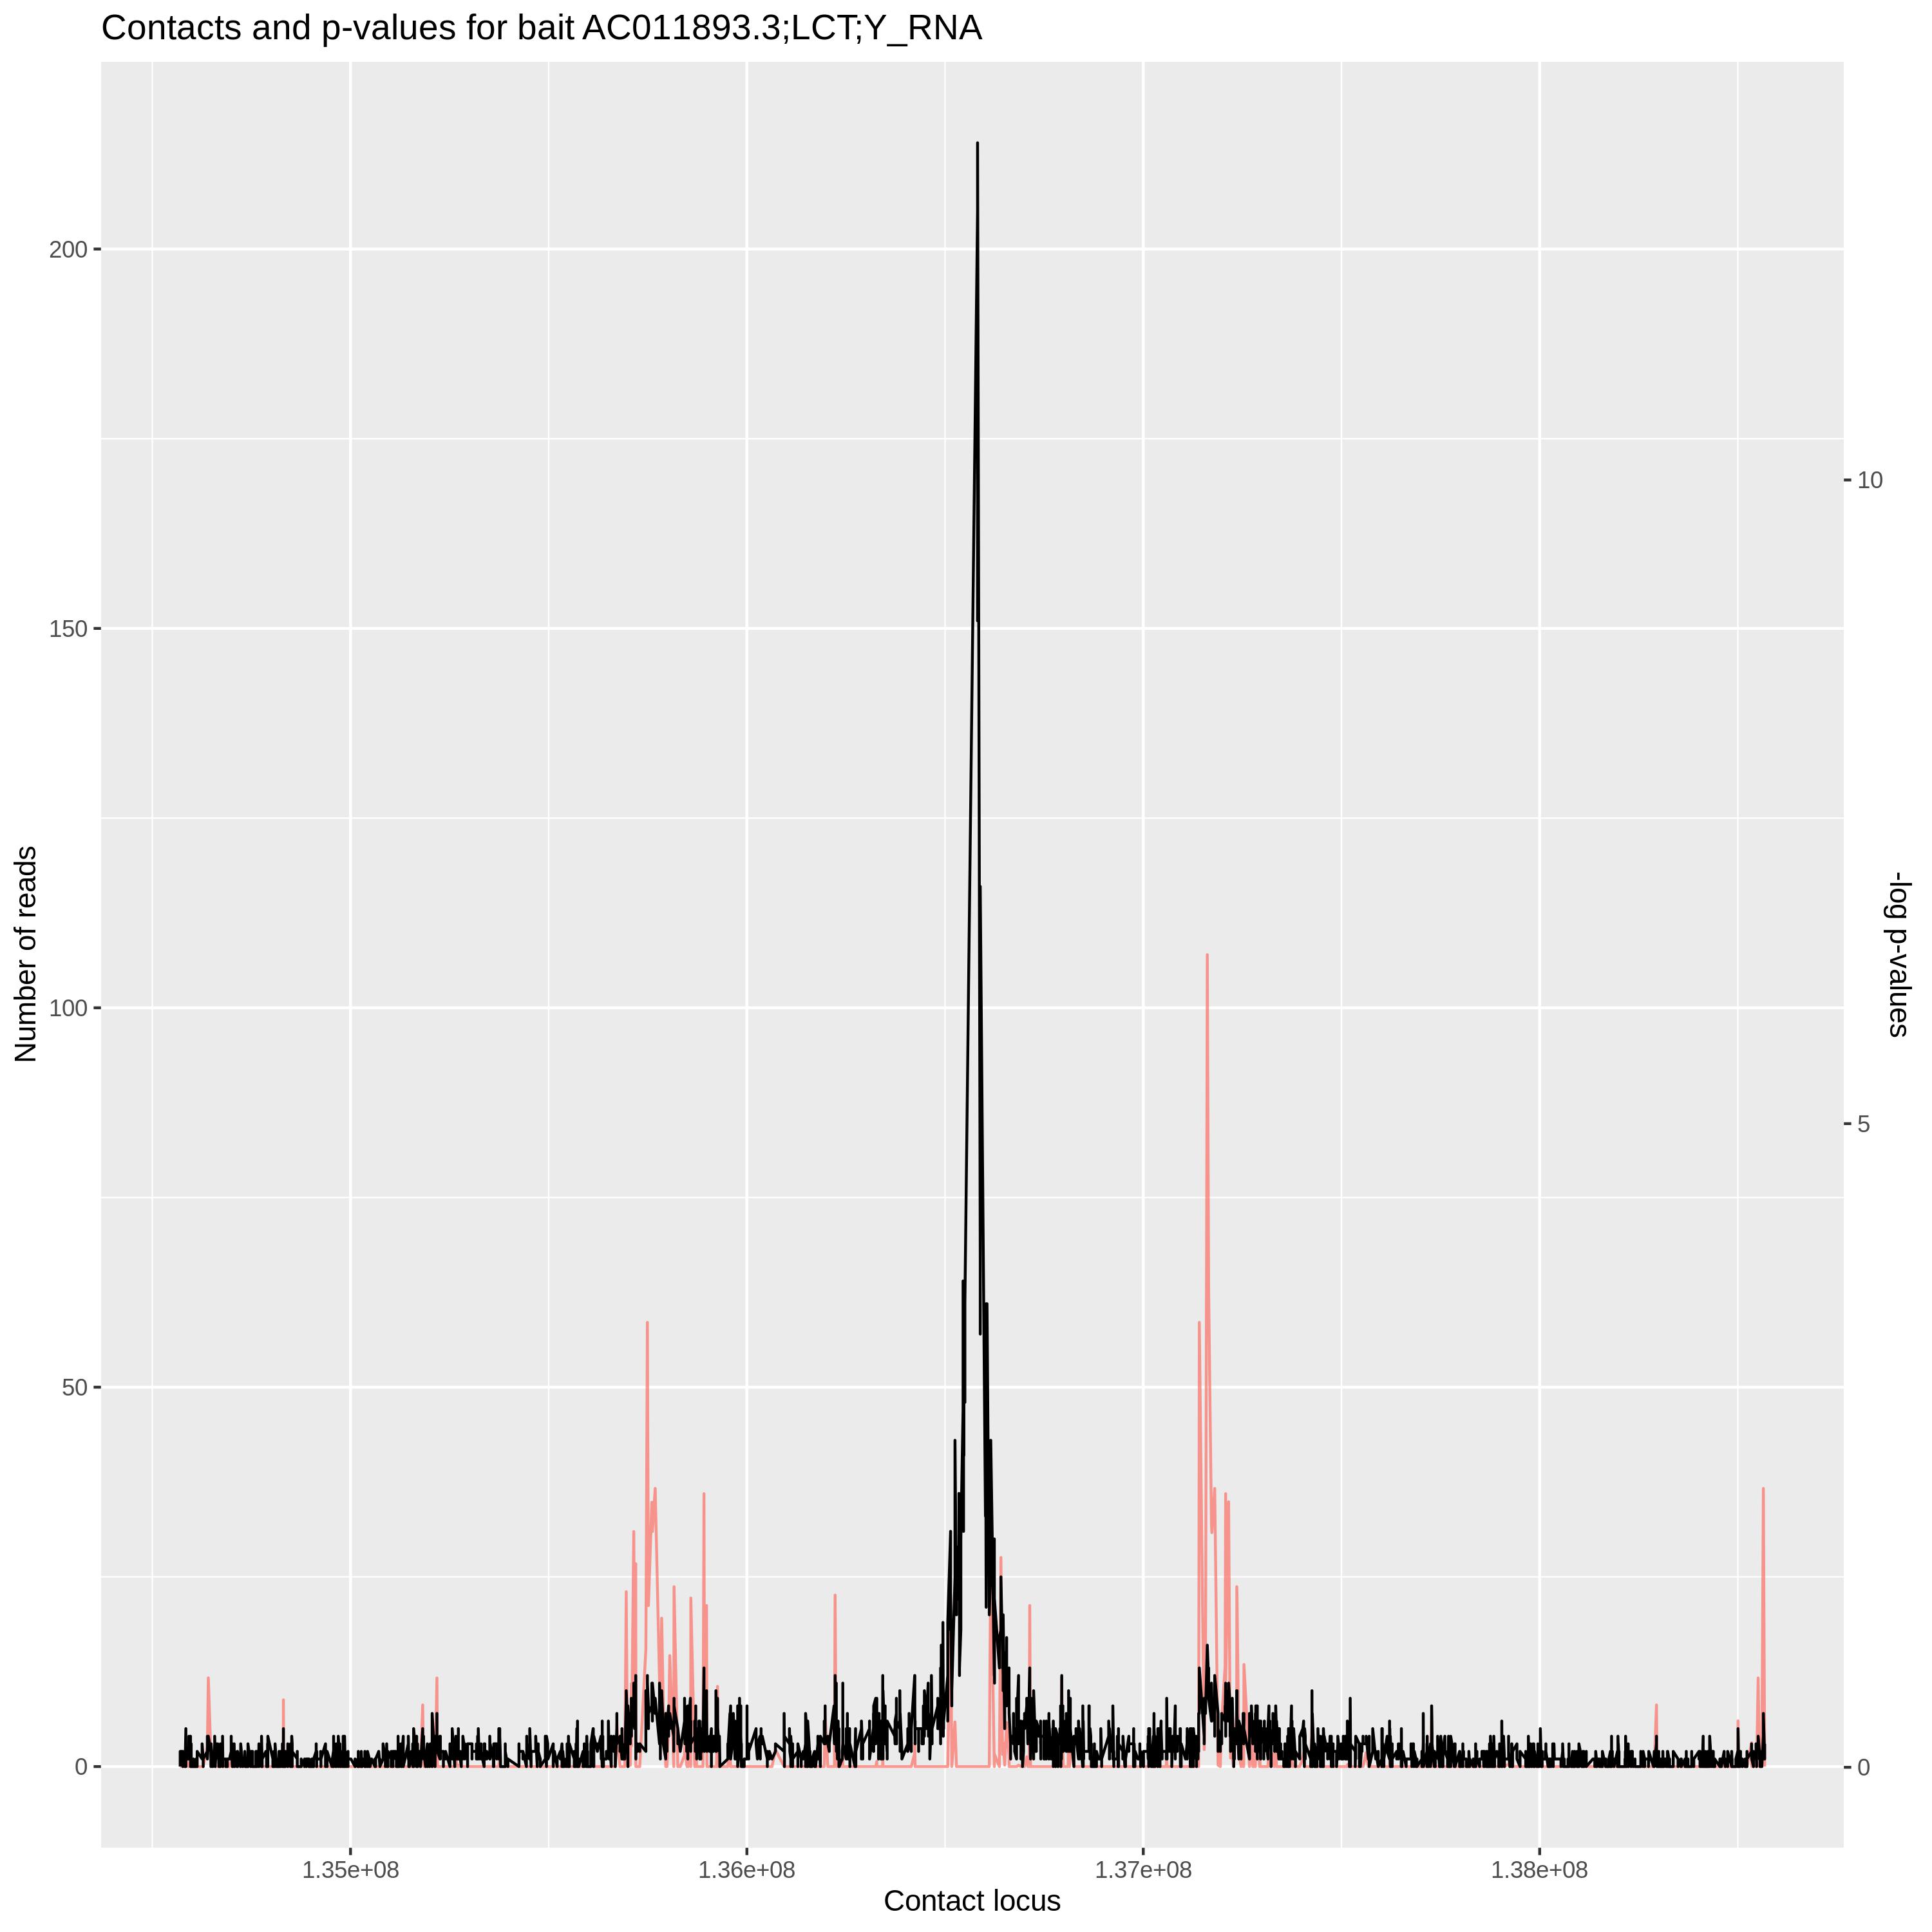 Contacts and p-values for bait AC011893.3;LCT;Y_RNA
200
150
100
50
0
Number of reads
10
5
0
-log p-values
1.35e+08
1.36e+08
1.37e+08
1.38e+08
Contact locus